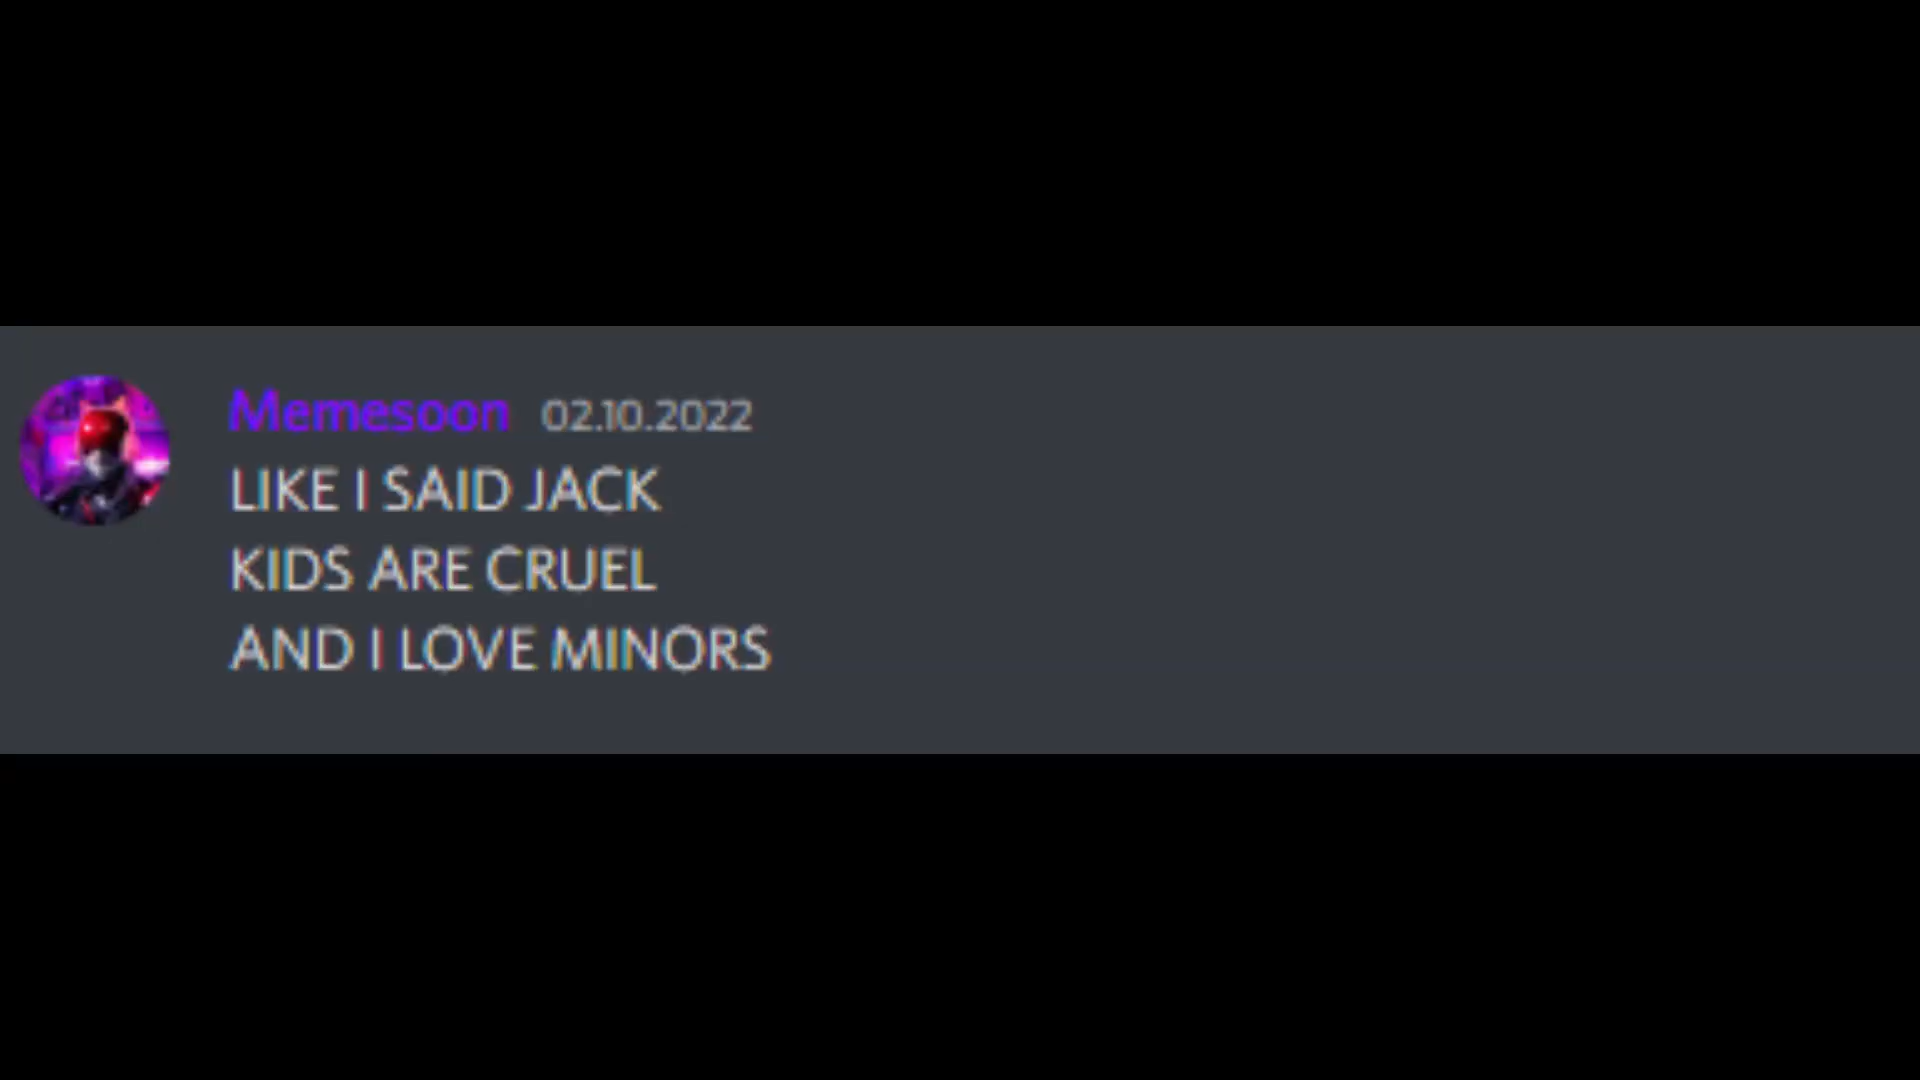 Memesoon 02.10.2022
LIKE I SAID JACK
KIDS ARE CRUEL
AND I LOVE MINORS